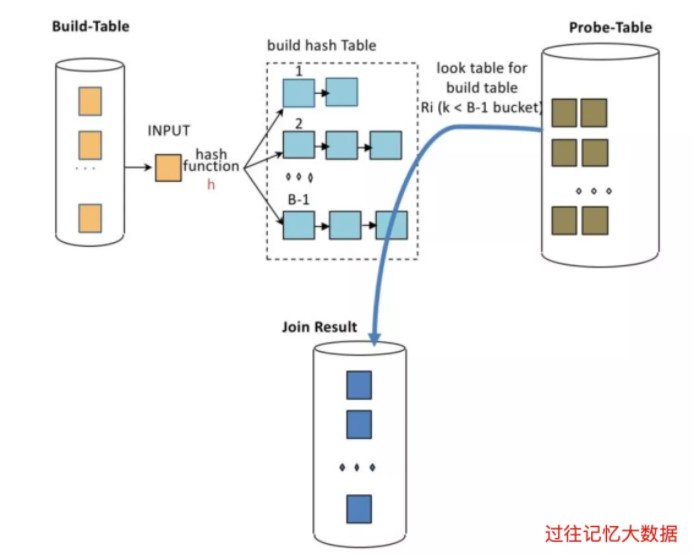 Build-Table
Probe-Table
build hash Table
1
look table for
build table
Ri (k < B-1 bucket)
INPUT
hash
function
h
2
B-1
Join Result
过往记忆大数据